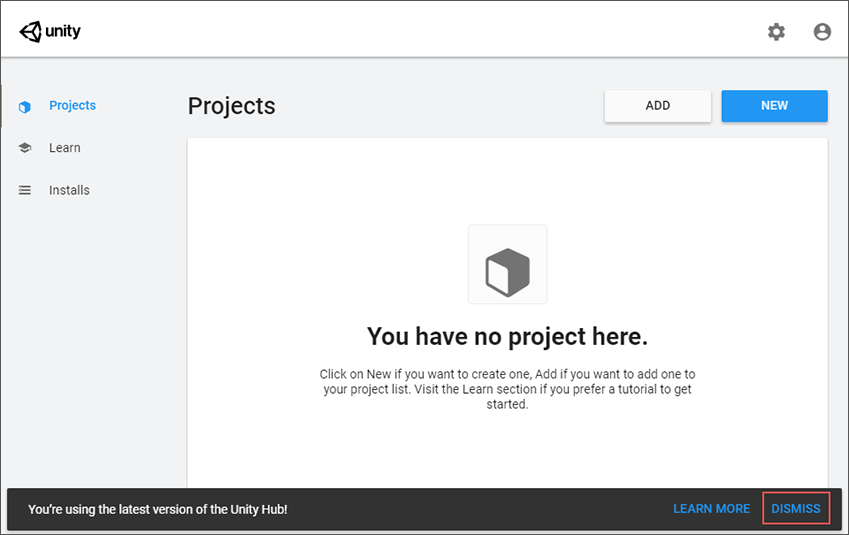 unity
Projects
Learn
Installs
Projects
ADD
NEW
You have no project here.
Click on New if you want to create one, Add if you want to add one to
your project list. Visit the Learn section if you prefer a tutorial to get
started.
You’re using the latest version of the Unity Hub!
LEARN MORE
DISMISS